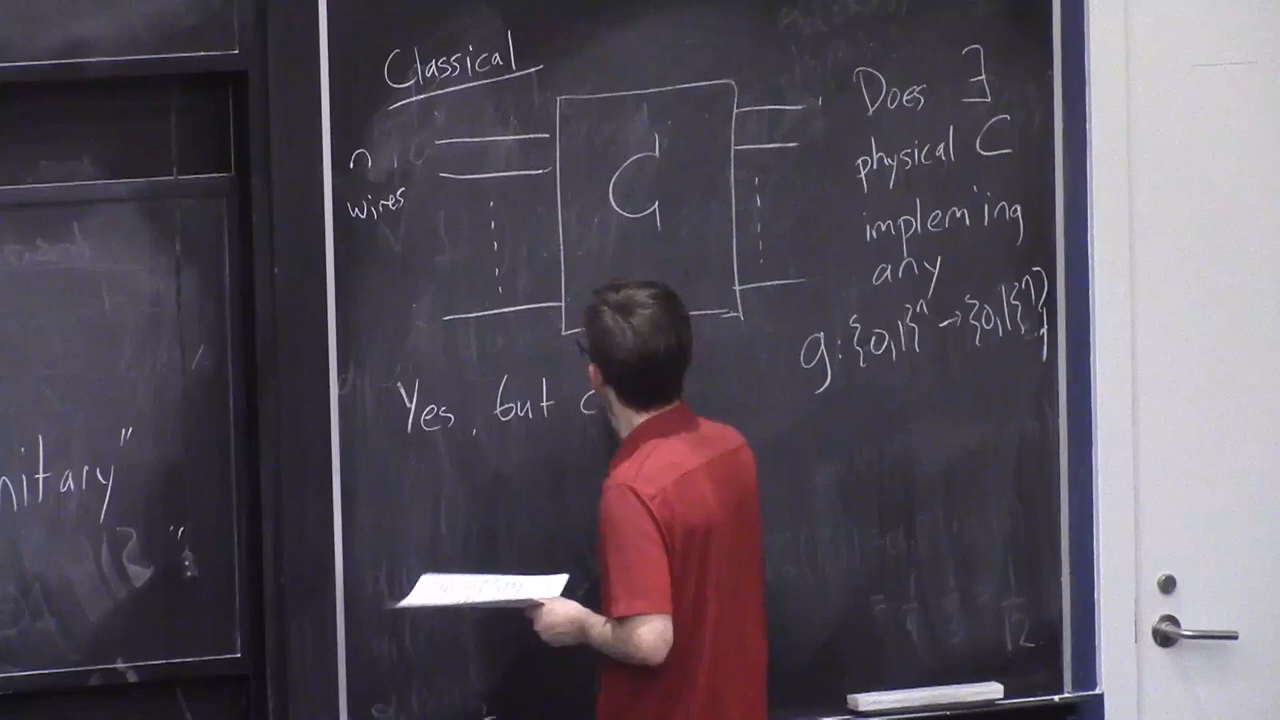 Classical
n
wires
C
Does ∃
physical C
implem'ing
any
g: {0,1}ⁿ → {0,1}ⁿ?
Yes, but
nitary"